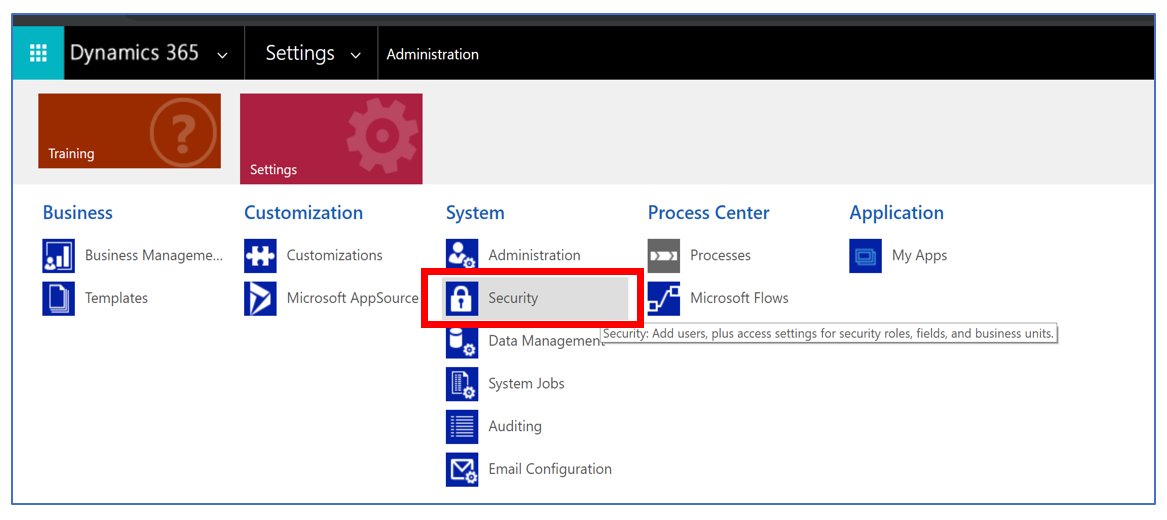 Dynamics 365 Settings Administration
Training
Settings
Business Customization System Process Center Application
Business Manageme... Customizations Administration Processes My Apps
Templates Microsoft AppSource Security Microsoft Flows
Data Management Security: Add users, plus access settings for security roles, fields, and business units.
System Jobs
Auditing
Email Configuration